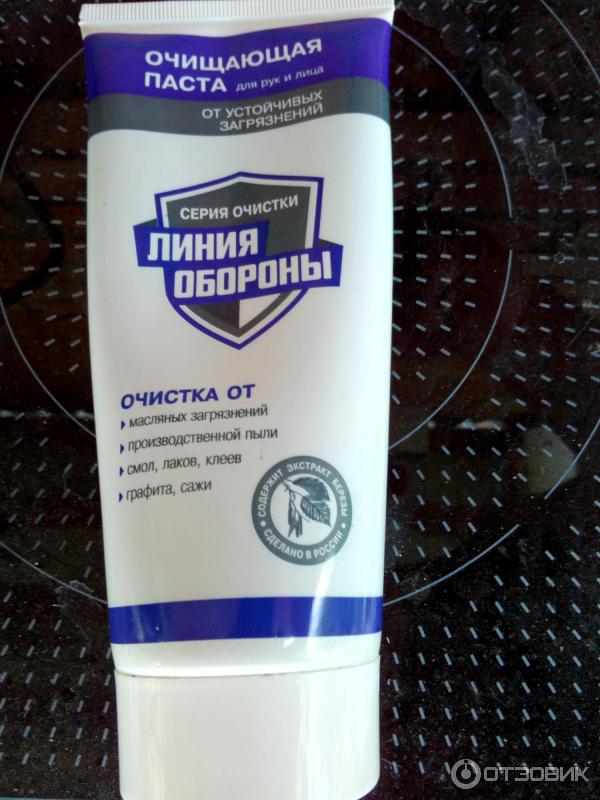 ОЧИЩАЮЩАЯ
ПАСТА для рук и лица
ОТ УСТОЙЧИВЫХ
ЗАГРЯЗНЕНИЙ
СЕРИЯ ОЧИСТКИ
ЛИНИЯ
ОБОРОНЫ
ОЧИСТКА ОТ
масляных загрязнений
производственной пыли
смол, лаков, клеев
графита, сажи
СОДЕРЖИТ ЭКСТРАКТ БЕРЕЗЫ
СДЕЛАНО В РОССИИ
ОТЗОВИК